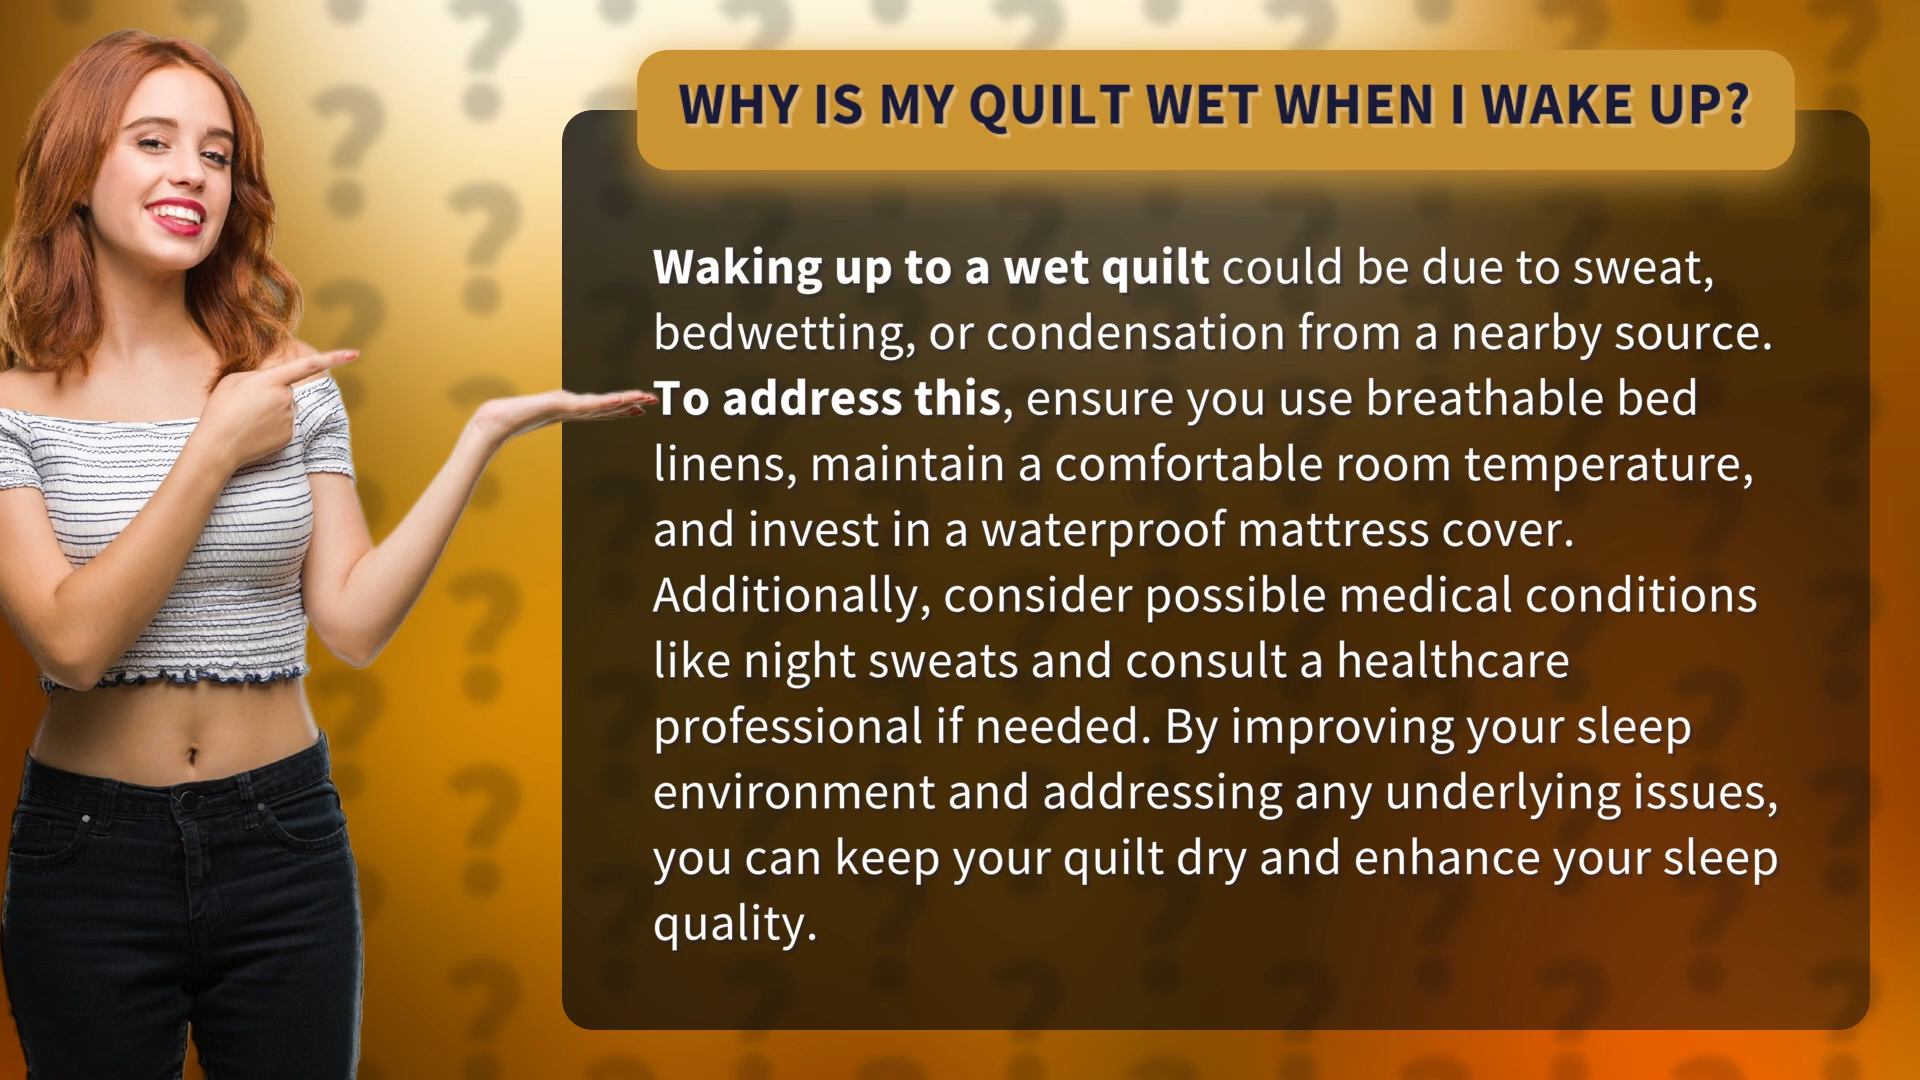 WHY IS MY QUILT WET WHEN I WAKE UP?
Waking up to a wet quilt could be due to sweat,
bedwetting, or condensation from a nearby source.
To address this, ensure you use breathable bed
linens, maintain a comfortable room temperature,
and invest in a waterproof mattress cover.
Additionally, consider possible medical conditions
like night sweats and consult a healthcare
professional if needed. By improving your sleep
environment and addressing any underlying issues,
you can keep your quilt dry and enhance your sleep
quality.